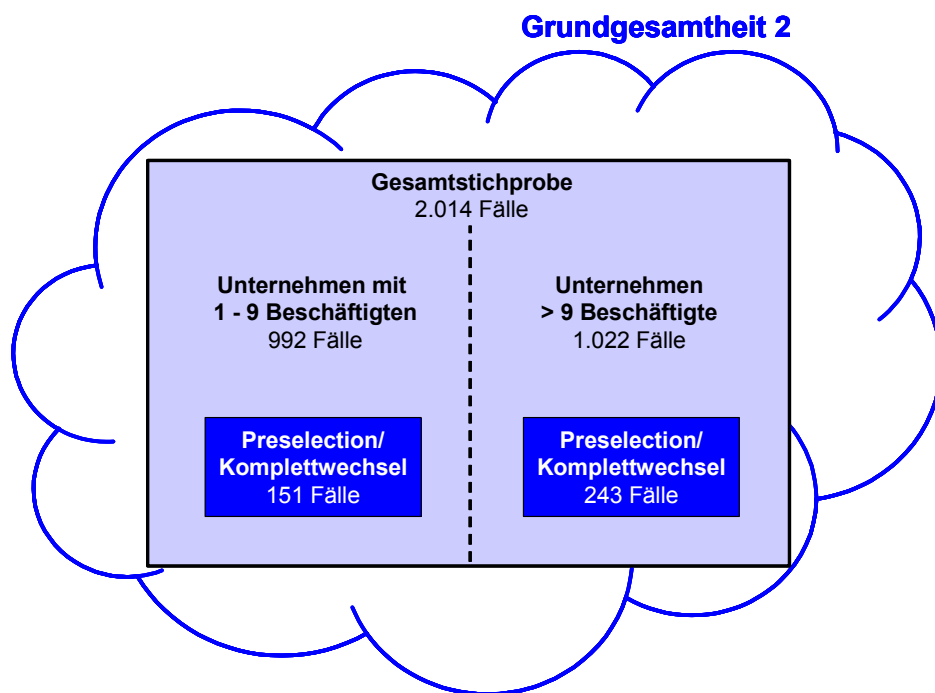 Grundgesamtheit 2
Gesamtstichprobe
2.014 Fälle
Unternehmen mit
1 - 9 Beschäftigten
992 Fälle
Unternehmen
> 9 Beschäftigte
1.022 Fälle
Preselection/
Komplettwechsel
151 Fälle
Preselection/
Komplettwechsel
243 Fälle